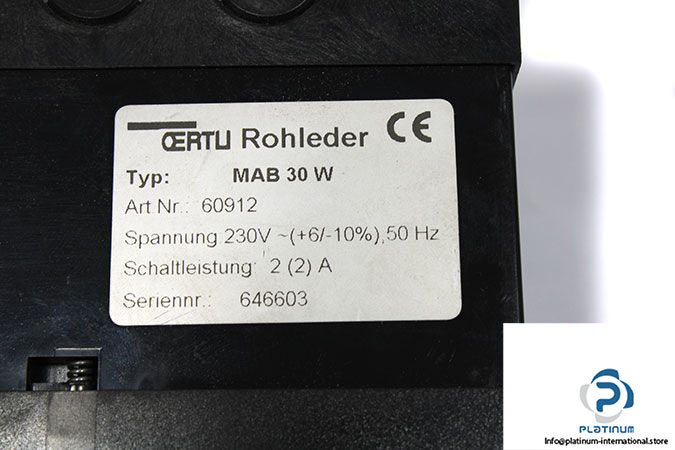 ŒRTLI Rohleder CE
Typ: MAB 30 W
Art.Nr.: 60912
Spannung 230V ~(+6/-10%),50 Hz
Schaltleistung: 2 (2) A
Seriennr.: 646603
PLATINUM
Info@platinum-international.store